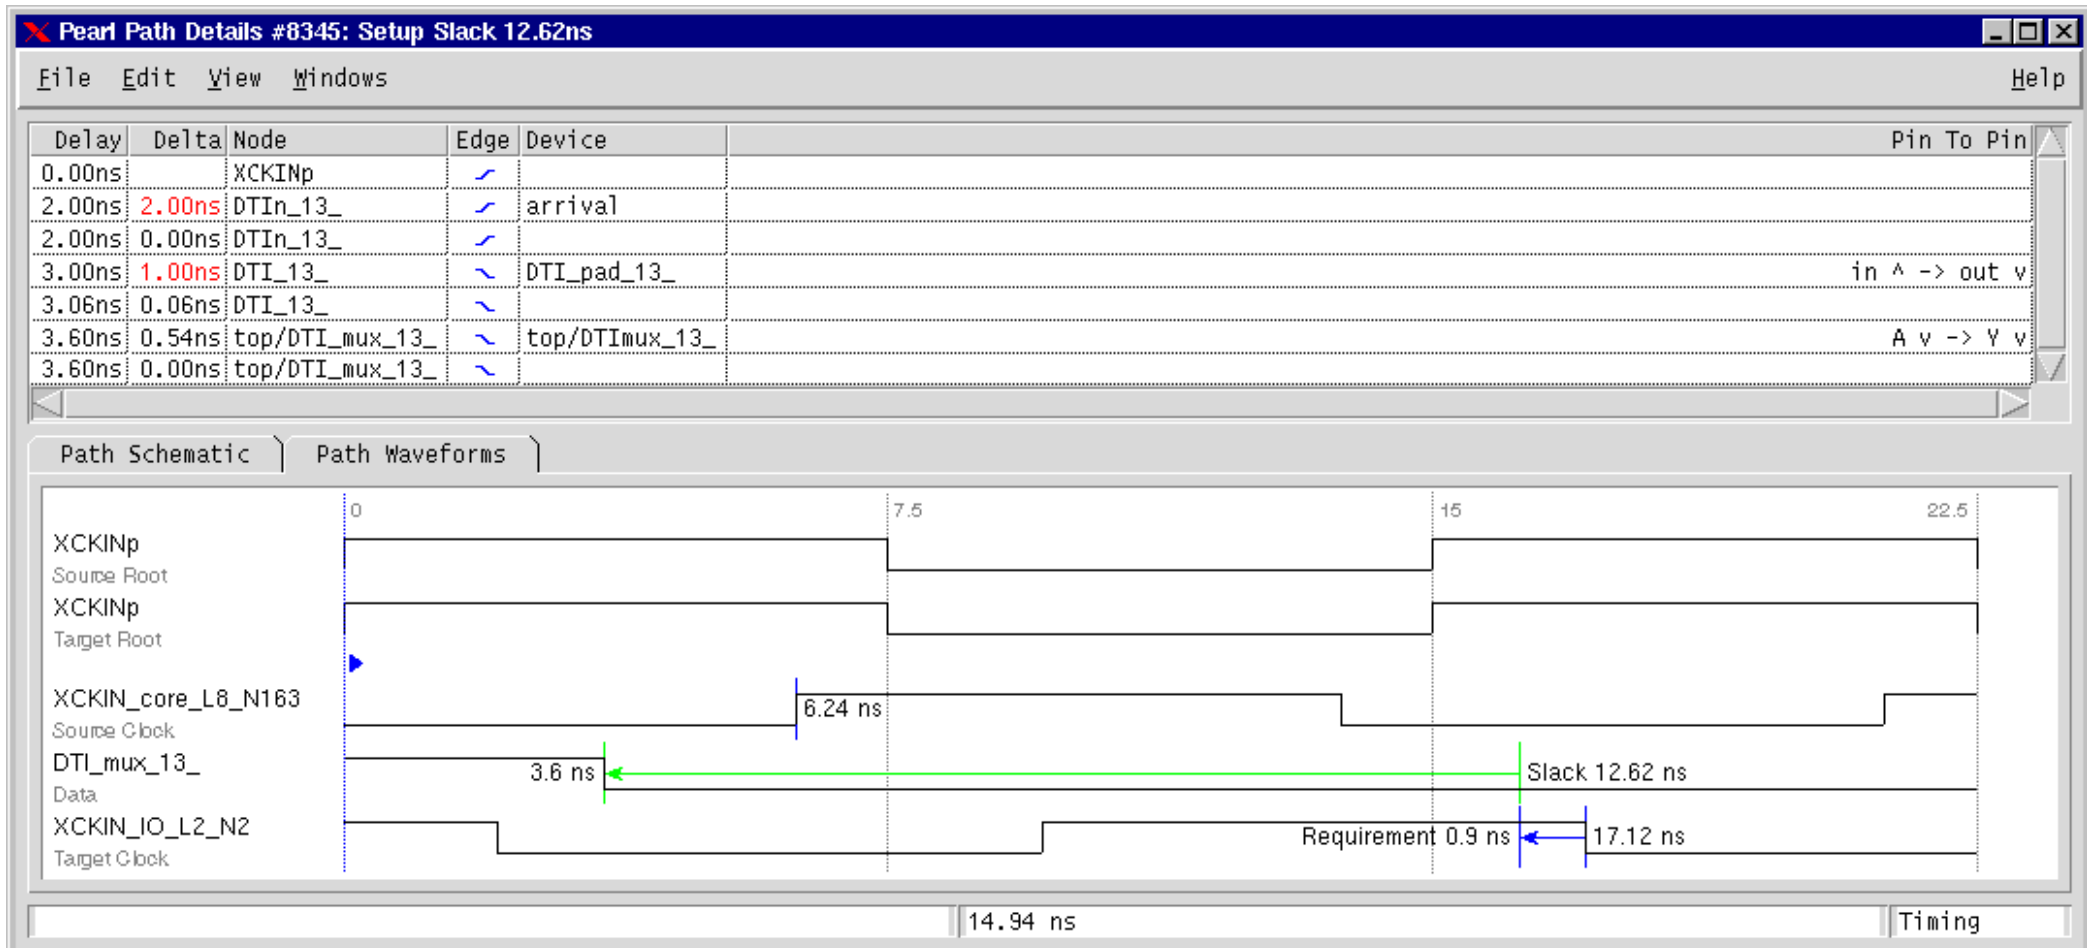 Pearl Path Details #8345: Setup Slack 12.62ns
File Edit View Windows Help
Delay Delta Node Edge Device Pin To Pin
0.00ns XCKINp
2.00ns 2.00ns DTIn_13_ arrival
2.00ns 0.00ns DTIn_13_
3.00ns 1.00ns DTI_13_ DTI_pad_13_ in ^ -> out v
3.06ns 0.06ns DTI_13_
3.60ns 0.54ns top/DTI_mux_13_ top/DTImux_13_ A v -> Y v
3.60ns 0.00ns top/DTI_mux_13_
Path Schematic Path Waveforms
0 7.5 15 22.5
XCKINp
Source Root
XCKINp
Target Root
XCKIN_core_L8_N163
6.24 ns
Source Clock
DTI_mux_13_
3.6 ns Slack 12.62 ns
Data
XCKIN_IO_L2_N2
Requirement 0.9 ns 17.12 ns
Target Clock
14.94 ns Timing